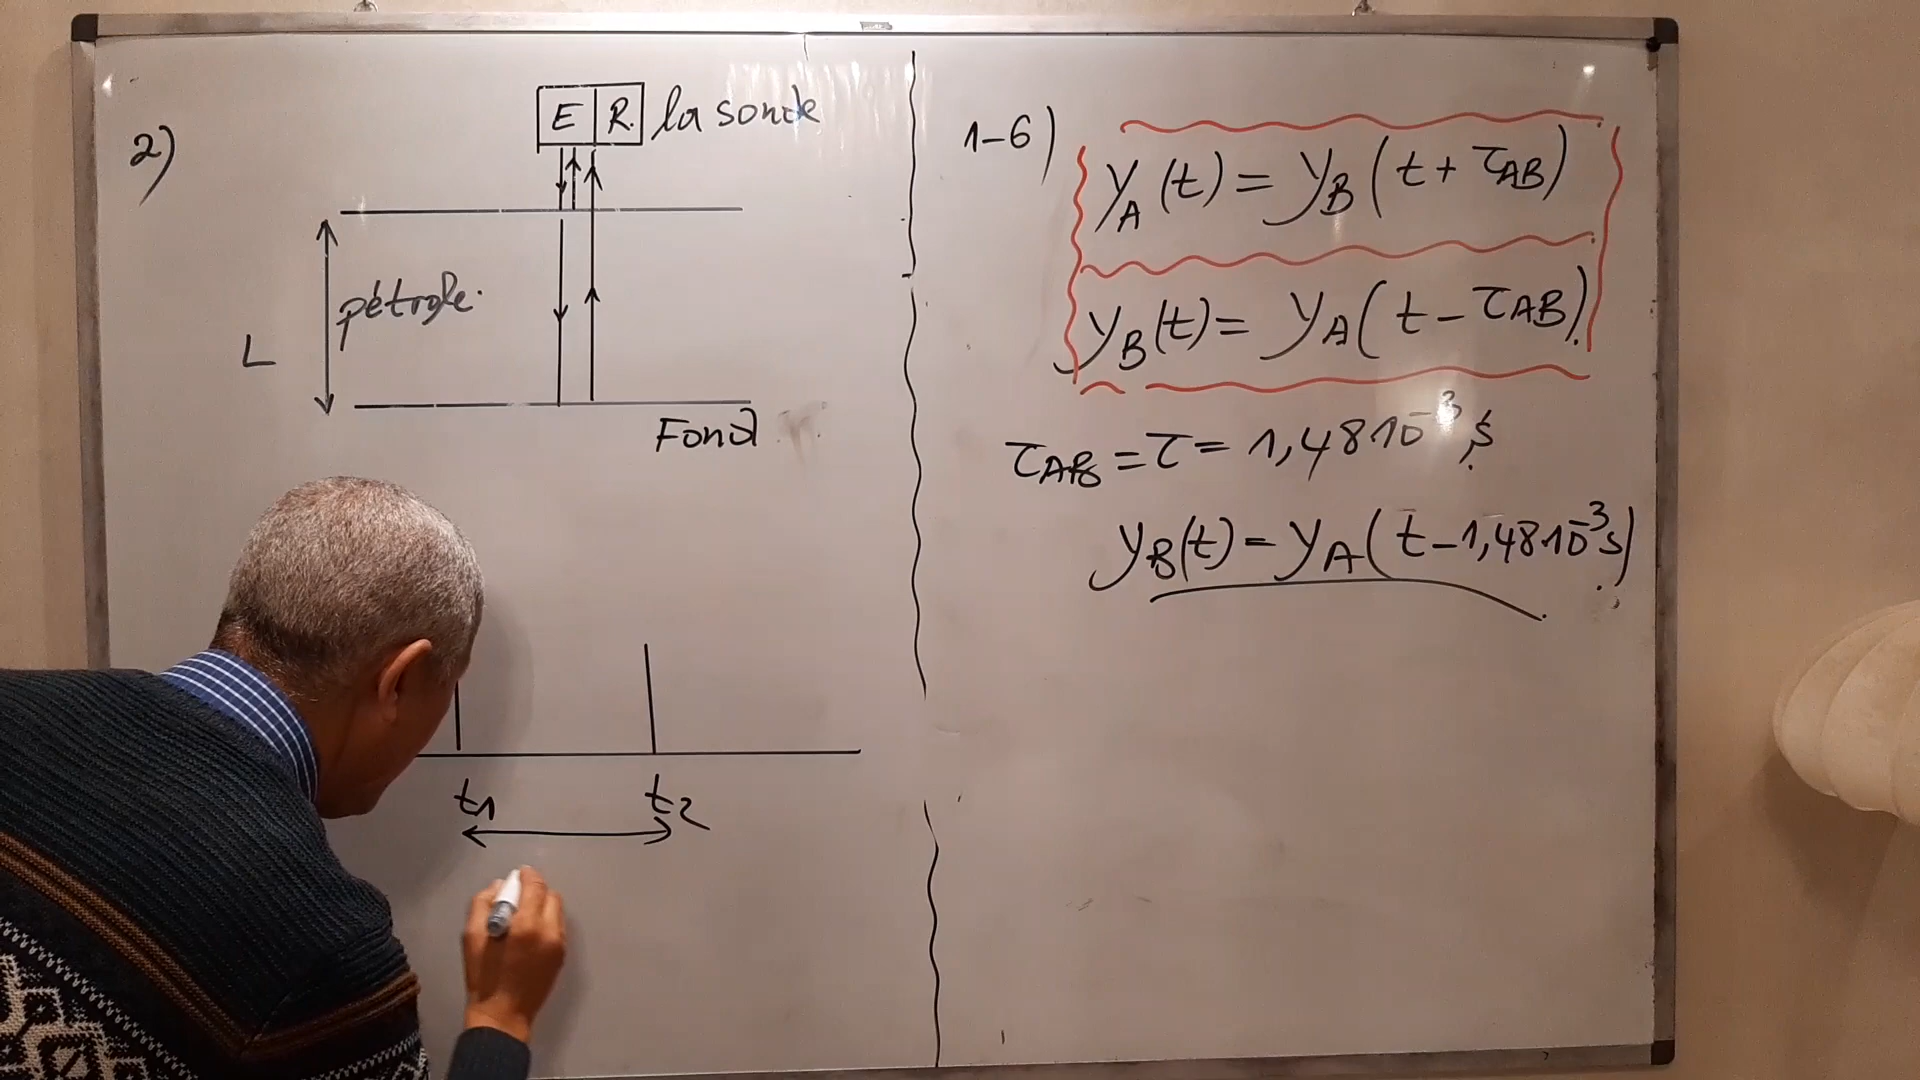 2)
E R. la sonde
pétrole.
L
Fond
t1 t2
1-6)
yA(t) = yB(t + τAB)
yB(t) = yA(t - τAB).
τAB = τ = 1,48 10^-3 s.
yB(t) = yA(t - 1,48.10^-3 s).